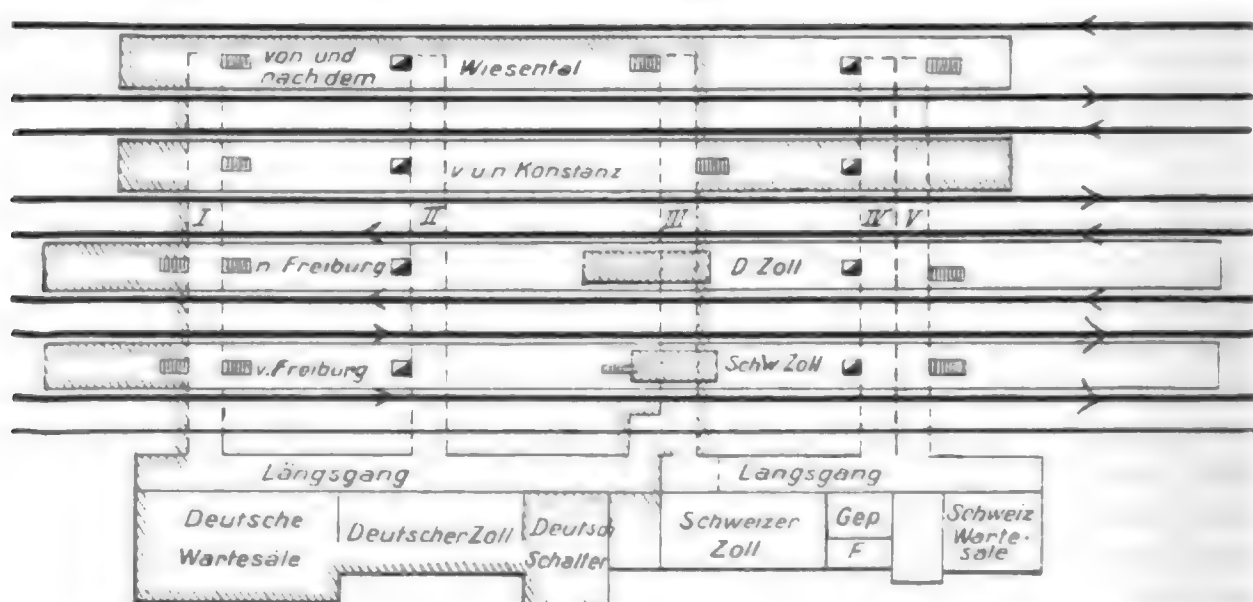 von und
nach dem
Wiesental
v u n Konstanz
I
II
III
IV
V
n. Freiburg
D Zoll
v. Freiburg
Schw Zoll
Längsgang
Langsgang
Deutsche
Wartesäle
Deutscher Zoll
Deutsch
Schalter
Schweizer
Zoll
Gep
F
Schweiz
Warte-
sale